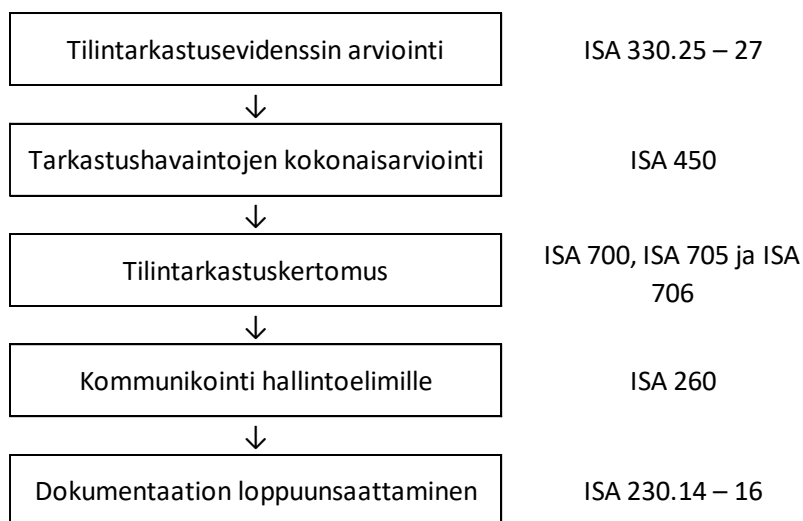 Tilintarkastusevidenssin arviointi ISA 330.25 – 27
↓
Tarkastushavaintojen kokonaisarviointi ISA 450
↓
Tilintarkastuskertomus ISA 700, ISA 705 ja ISA
706
↓
Kommunikointi hallintoelimille ISA 260
↓
Dokumentaation loppuunsaattaminen ISA 230.14 – 16